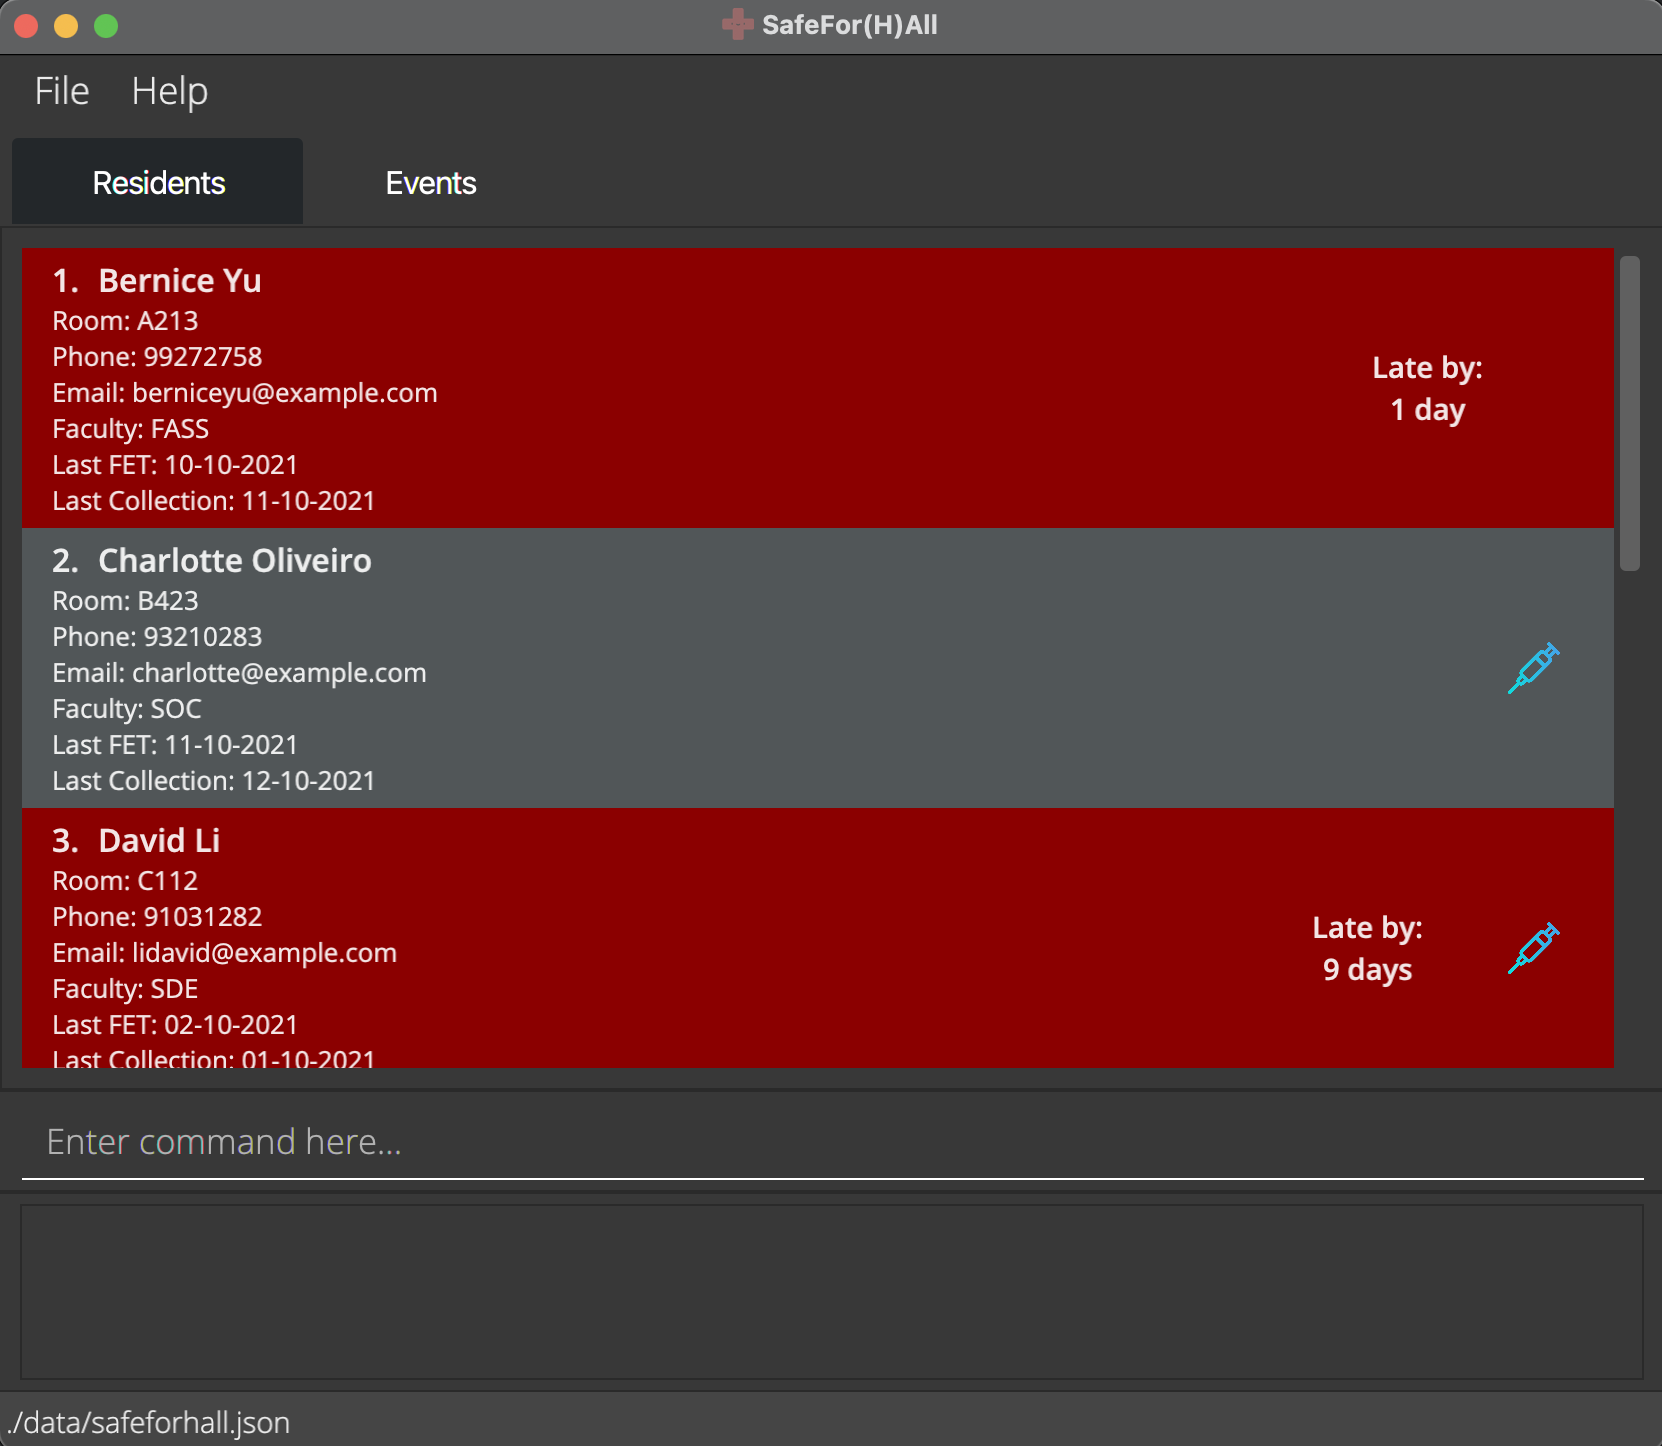 SafeFor(H)All
File Help
Residents Events
1. Bernice Yu
Room: A213
Phone: 99272758
Email: berniceyu@example.com
Faculty: FASS
Last FET: 10-10-2021
Last Collection: 11-10-2021
Late by:
1 day
2. Charlotte Oliveiro
Room: B423
Phone: 93210283
Email: charlotte@example.com
Faculty: SOC
Last FET: 11-10-2021
Last Collection: 12-10-2021
3. David Li
Room: C112
Phone: 91031282
Email: lidavid@example.com
Faculty: SDE
Last FET: 02-10-2021
Last Collection: 01-10-2021
Late by:
9 days
Enter command here...
./data/safeforhall.json